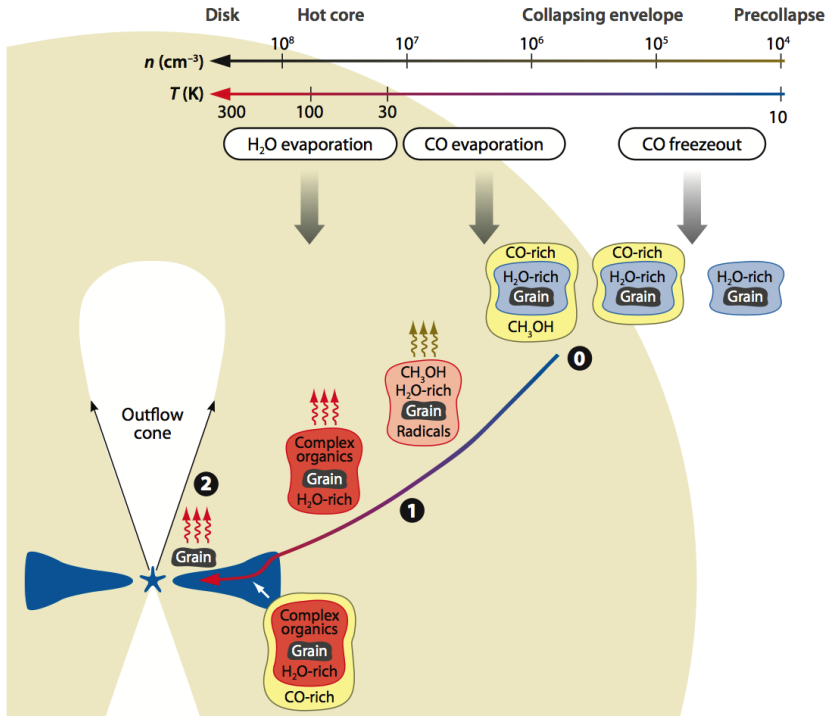 Disk Hot core Collapsing envelope Precollapse
10⁸ 10⁷ 10⁶ 10⁵ 10⁴
n (cm⁻³)
T (K)
300 100 30 10
H₂O evaporation CO evaporation CO freezeout
CO-rich
H₂O-rich
Grain
CH₃OH
CO-rich
H₂O-rich
Grain
H₂O-rich
Grain
0
CH₃OH
H₂O-rich
Grain
Radicals
Complex
organics
Grain
H₂O-rich
Outflow
cone
2
1
Grain
Complex
organics
Grain
H₂O-rich
CO-rich